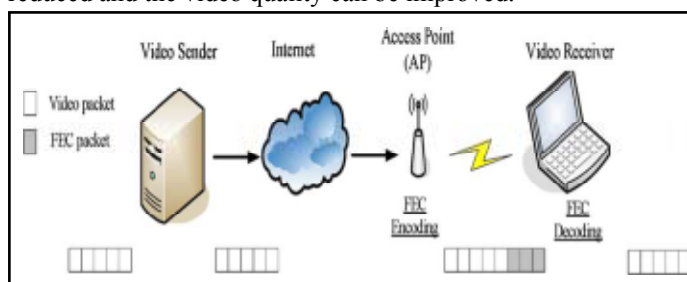 reduced and the video quality can be improved.
Video Sender
Internet
Access Point
(AP)
Video Receiver
Video packet
FEC packet
FEC
Encoding
FEC
Decoding